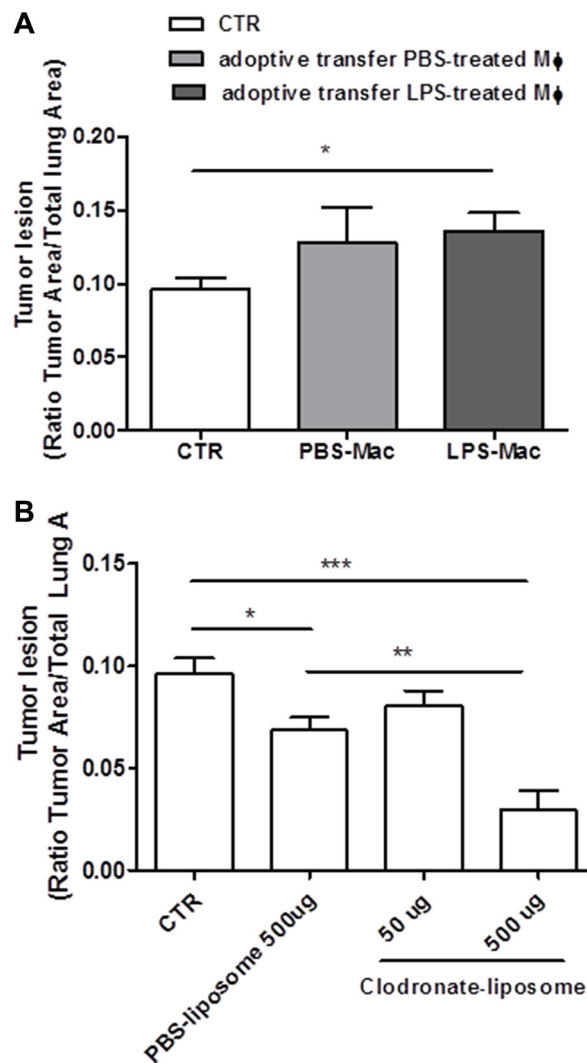 A
CTR
adoptive transfer PBS-treated Mϕ
adoptive transfer LPS-treated Mϕ
Tumor lesion
(Ratio Tumor Area/Total lung Area)
0.20
0.15
0.10
0.05
0.00
*
CTR
PBS-Mac
LPS-Mac
B
Tumor lesion
(Ratio Tumor Area/Total Lung A
0.15
0.10
0.05
0.00
***
*
**
CTR
PBS-liposome 500ug
50 ug
500 ug
Clodronate-liposome